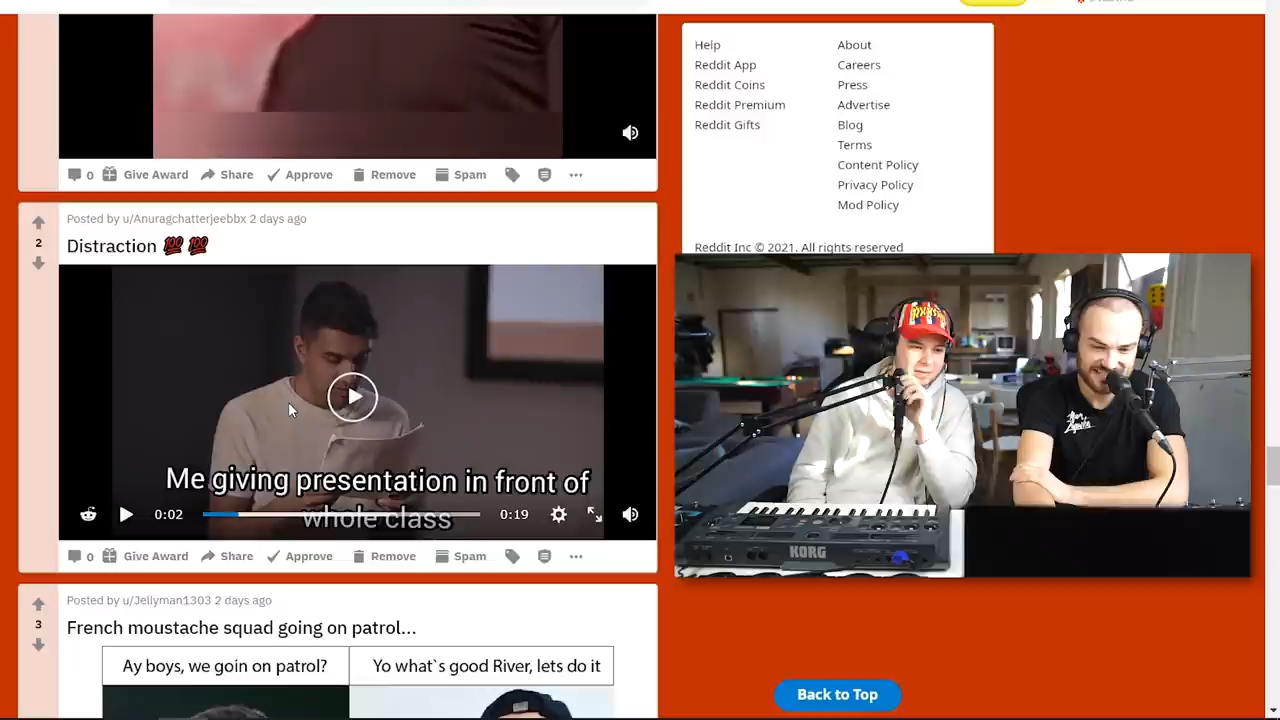 Help
About
Reddit App
Careers
Reddit Coins
Press
Reddit Premium
Advertise
Reddit Gifts
Blog
Terms
Content Policy
Privacy Policy
Mod Policy
Reddit Inc © 2021. All rights reserved
0 Give Award Share Approve Remove Spam
Posted by u/Anuragchatterjeebbx 2 days ago
2
Distraction 💯 💯
Me giving presentation in front of
whole class
0:02 0:19
0 Give Award Share Approve Remove Spam
Posted by u/Jellyman1303 2 days ago
3
French moustache squad going on patrol...
Ay boys, we goin on patrol?
Yo what`s good River, lets do it
KORG
Back to Top